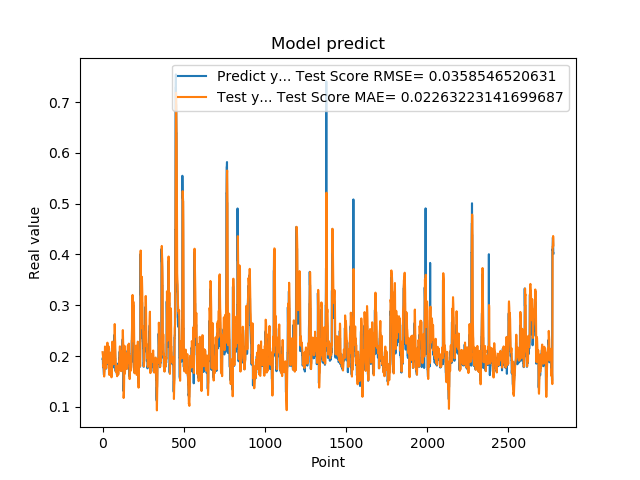 Model predict
Predict y... Test Score RMSE= 0.0358546520631
Test y... Test Score MAE= 0.02263223141699687
Real value
0.7
0.6
0.5
0.4
0.3
0.2
0.1
0 500 1000 1500 2000 2500
Point